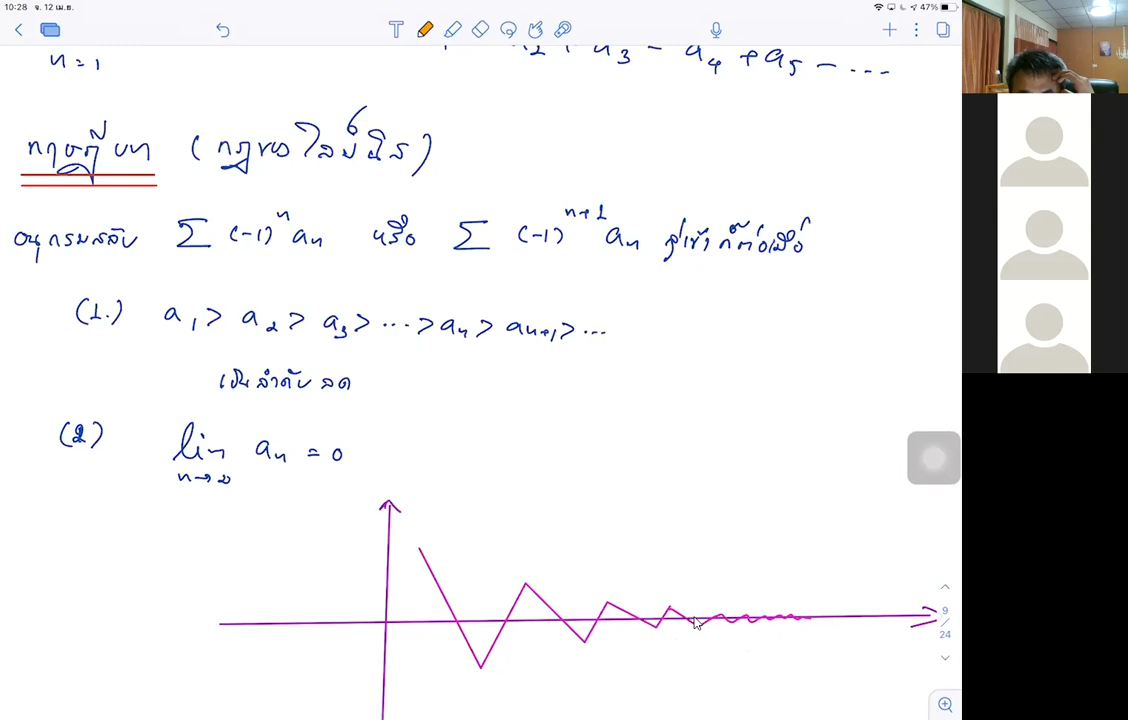 10:28 จ. 12 เม.ย.
47%
n = 1
a₃ - a₄ + a₅ - ...
ทฤษฎีบท (กฎของไลบ์นิซ)
อนุกรมสลับ ∑ (-1)ⁿ aₙ หรือ ∑ (-1)ⁿ⁺¹ aₙ ลู่เข้า ก็ต่อเมื่อ
(1.) a₁ > a₂ > a₃ > ... > aₙ > aₙ₊₁ > ...
เป็นลำดับลด
(2) lim aₙ = 0
n→∞
9
/
24